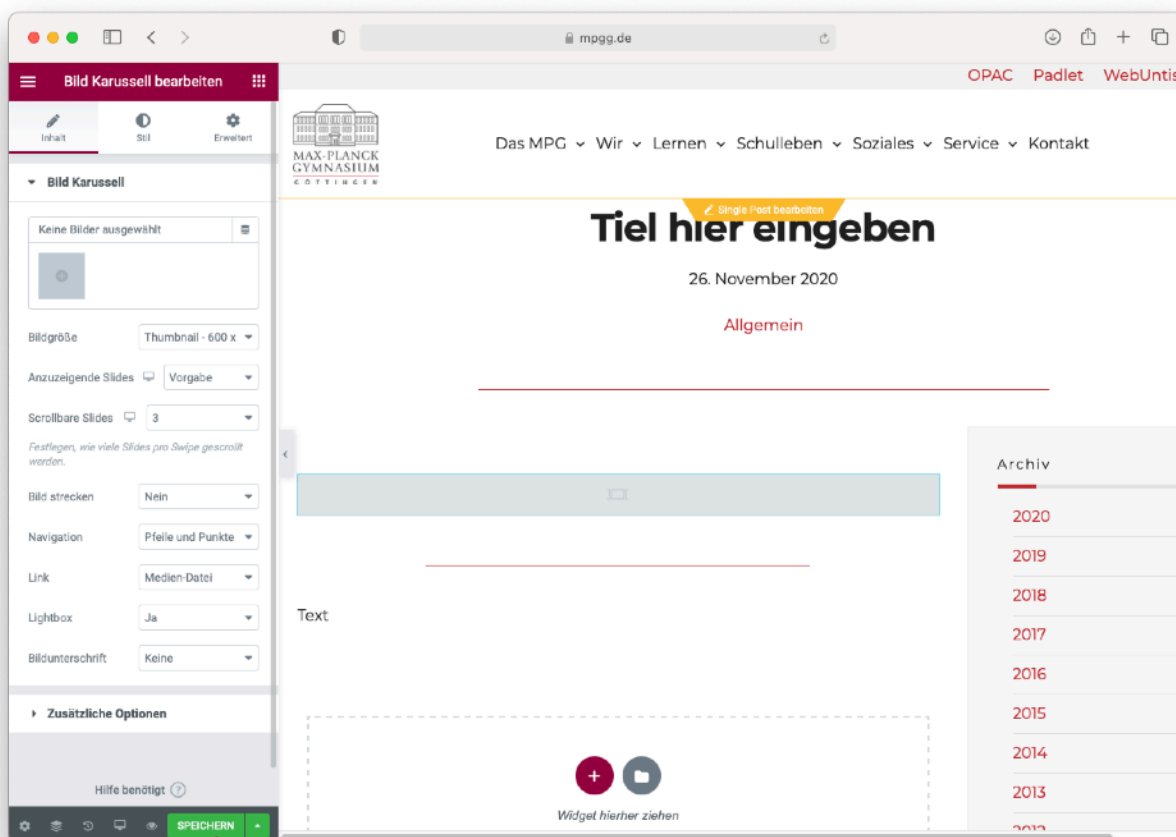 mpgg.de
Bild Karussell bearbeiten
Inhalt
Stil
Erweitert
Bild Karussell
Keine Bilder ausgewählt
Bildgröße
Thumbnail - 600 x
Anzuzeigende Slides
Vorgabe
Scrollbare Slides
3
Festlegen, wie viele Slides pro Swipe gescrollt
werden.
Bild strecken
Nein
Navigation
Pfeile und Punkte
Link
Medien-Datei
Lightbox
Ja
Bildunterschrift
Keine
Zusätzliche Optionen
Hilfe benötigt
SPEICHERN
OPAC Padlet WebUntis
MAX-PLANCK
GYMNASIUM
GÖTTINGEN
Das MPG Wir Lernen Schulleben Soziales Service Kontakt
Single Post bearbeiten
Tiel hier eingeben
26. November 2020
Allgemein
Text
Widget hierher ziehen
Archiv
2020
2019
2018
2017
2016
2015
2014
2013
2012